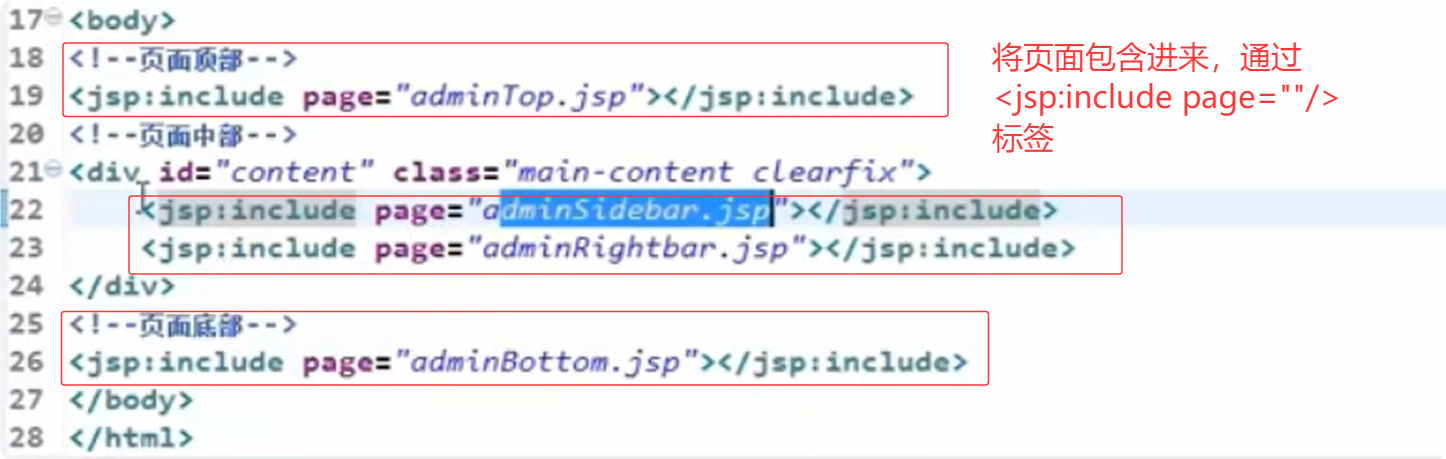 17 <body>
18 <!--页面顶部-->
19 <jsp:include page="adminTop.jsp"></jsp:include>
20 <!--页面中部-->
21 <div id="content" class="main-content clearfix">
22 <jsp:include page="adminSidebar.jsp"></jsp:include>
23 <jsp:include page="adminRightbar.jsp"></jsp:include>
24 </div>
25 <!--页面底部-->
26 <jsp:include page="adminBottom.jsp"></jsp:include>
27 </body>
28 </html>
将页面包含进来，通过
<jsp:include page=""/>
标签